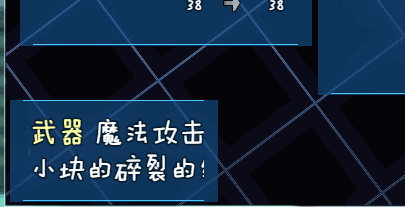 38 → 38
武器 魔法攻击
小块的碎裂的